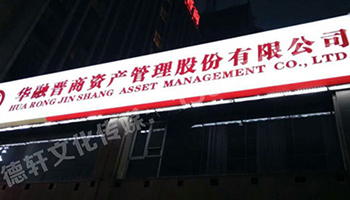 华融晋商资产管理股份有限公司
HUA RONG JIN SHANG ASSET MANAGEMENT CO., LTD
德轩文化传媒